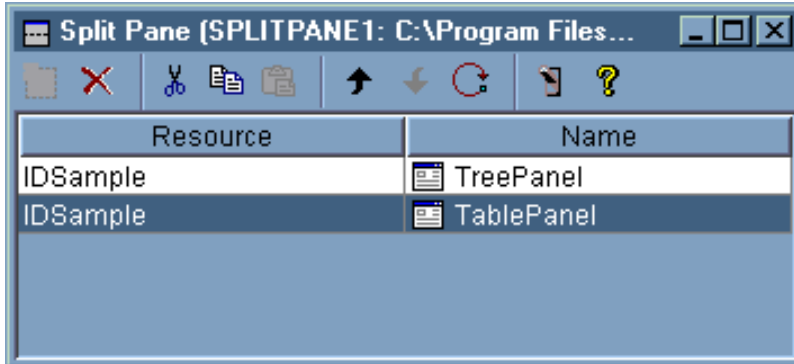 Split Pane (SPLITPANE1: C:\Program Files...
Resource Name
IDSample TreePanel
IDSample TablePanel